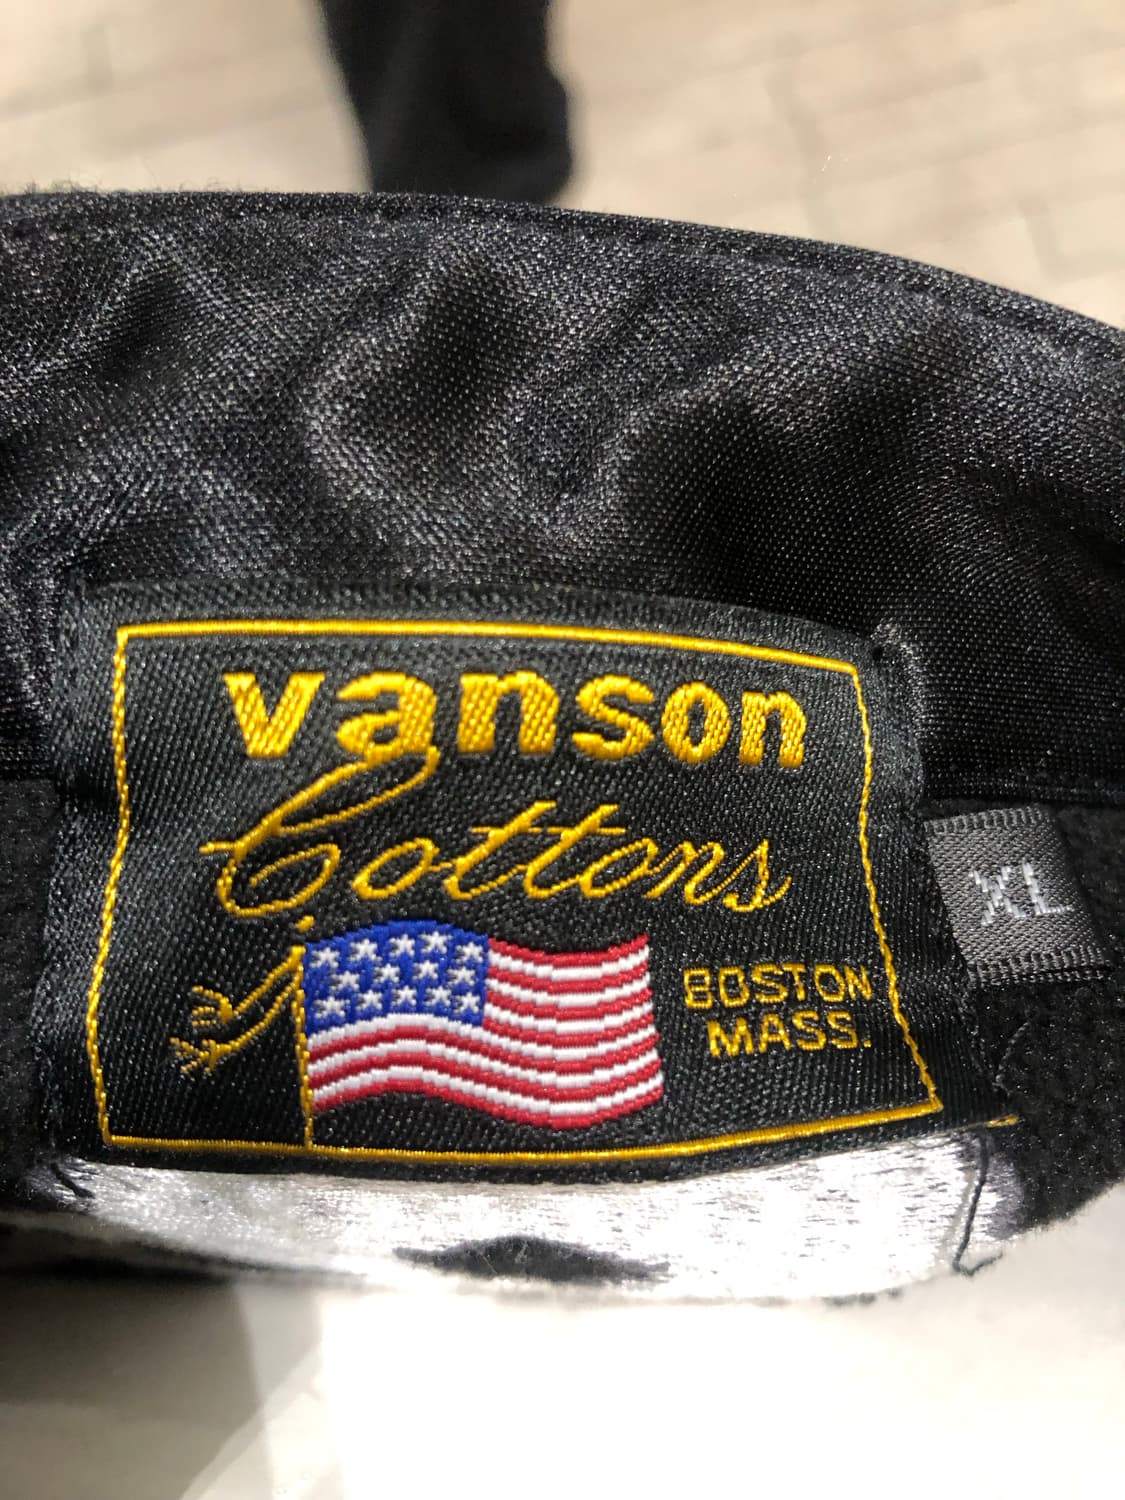 vanson
Cottons
BOSTON
MASS.
XL